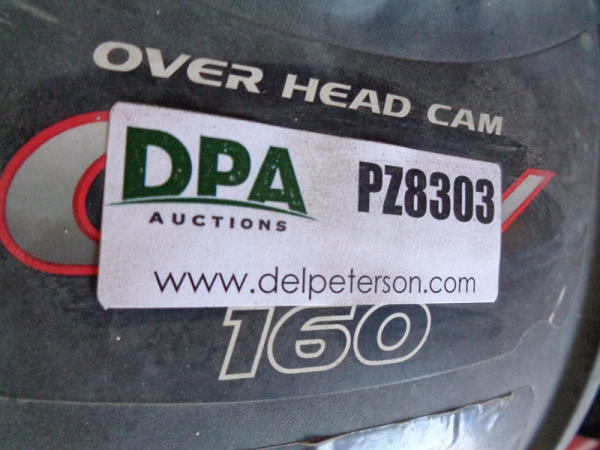 OVER HEAD CAM
DPA
AUCTIONS
PZ8303
www.delpeterson.com
160